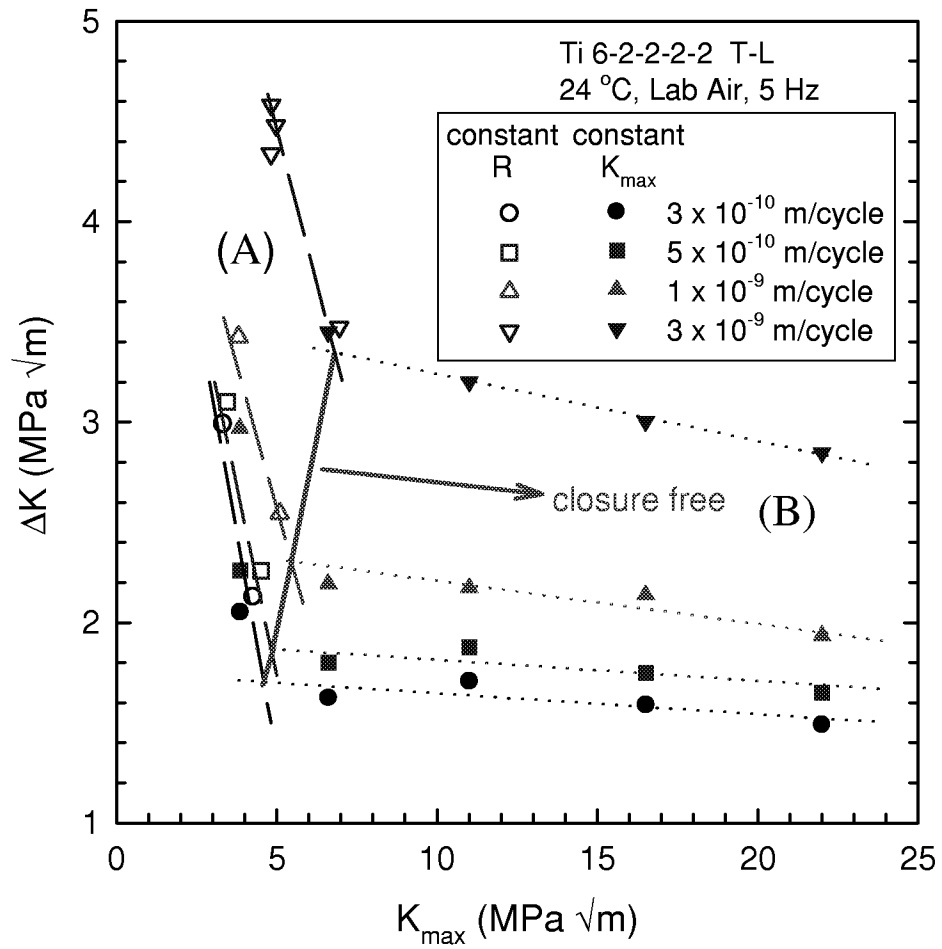 5
4
3
2
1
0
5
10
15
20
25
ΔK (MPa √m)
K_max (MPa √m)
Ti 6-2-2-2-2 T-L
24 °C, Lab Air, 5 Hz
constant constant
R K_max
3 x 10^-10 m/cycle
5 x 10^-10 m/cycle
1 x 10^-9 m/cycle
3 x 10^-9 m/cycle
(A)
closure free
(B)